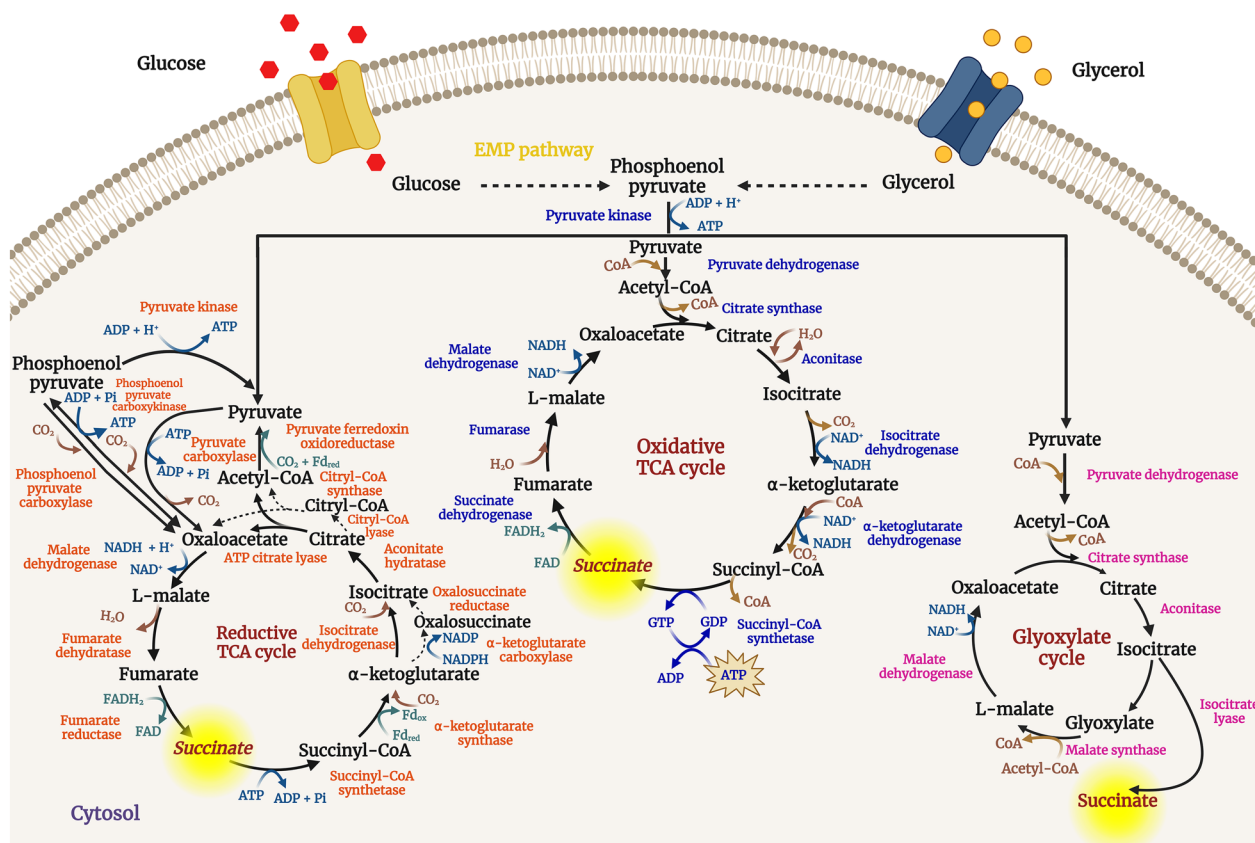 Glucose
Glycerol
EMP pathway
Glucose
Phosphoenol
pyruvate
Glycerol
ADP + H⁺
Pyruvate kinase
ATP
Pyruvate
CoA
Pyruvate dehydrogenase
Acetyl-CoA
CoA
Citrate synthase
Oxaloacetate
Citrate
H₂O
Aconitase
Malate
dehydrogenase
NADH
NAD⁺
Isocitrate
L-malate
CO₂
NAD⁺
NADH
Isocitrate
dehydrogenase
Fumarase
H₂O
Oxidative
TCA cycle
Fumarate
α-ketoglutarate
Succinate
dehydrogenase
FADH₂
FAD
CoA
NAD⁺
NADH
CO₂
α-ketoglutarate
dehydrogenase
Succinate
Succinyl-CoA
CoA
GTP
GDP
Succinyl-CoA
synthetase
ADP
ATP
Pyruvate kinase
ADP + H⁺
ATP
Phosphoenol
pyruvate
Phosphoenol
pyruvate
carboxykinase
ADP + Pi
ATP
CO₂
CO₂
Phosphoenol
pyruvate
carboxylase
Pyruvate
ATP
ADP + Pi
Pyruvate
carboxylase
CO₂
Pyruvate ferredoxin
oxidoreductase
CO₂ + Fdred
Acetyl-CoA
Citryl-CoA
synthase
Citryl-CoA
Citryl-CoA
lyase
Oxaloacetate
Citrate
ATP citrate lyase
Malate
dehydrogenase
NADH + H⁺
NAD⁺
Aconitate
hydratase
L-malate
Isocitrate
Oxalosuccinate
reductase
CO₂
H₂O
Oxalosuccinate
Fumarate
dehydratase
Reductive
TCA cycle
Isocitrate
dehydrogenase
NADP
NADPH
α-ketoglutarate
carboxylase
Fumarate
α-ketoglutarate
FADH₂
FAD
Fumarate
reductase
CO₂
Fdox
Fdred
α-ketoglutarate
synthase
Succinate
Succinyl-CoA
ATP
ADP + Pi
Succinyl-CoA
synthetase
Cytosol
Pyruvate
CoA
Pyruvate dehydrogenase
Acetyl-CoA
CoA
Citrate synthase
Oxaloacetate
Citrate
NADH
NAD⁺
Aconitase
Glyoxylate
cycle
Isocitrate
Malate
dehydrogenase
L-malate
Isocitrate
lyase
Glyoxylate
CoA
Malate synthase
Acetyl-CoA
Succinate